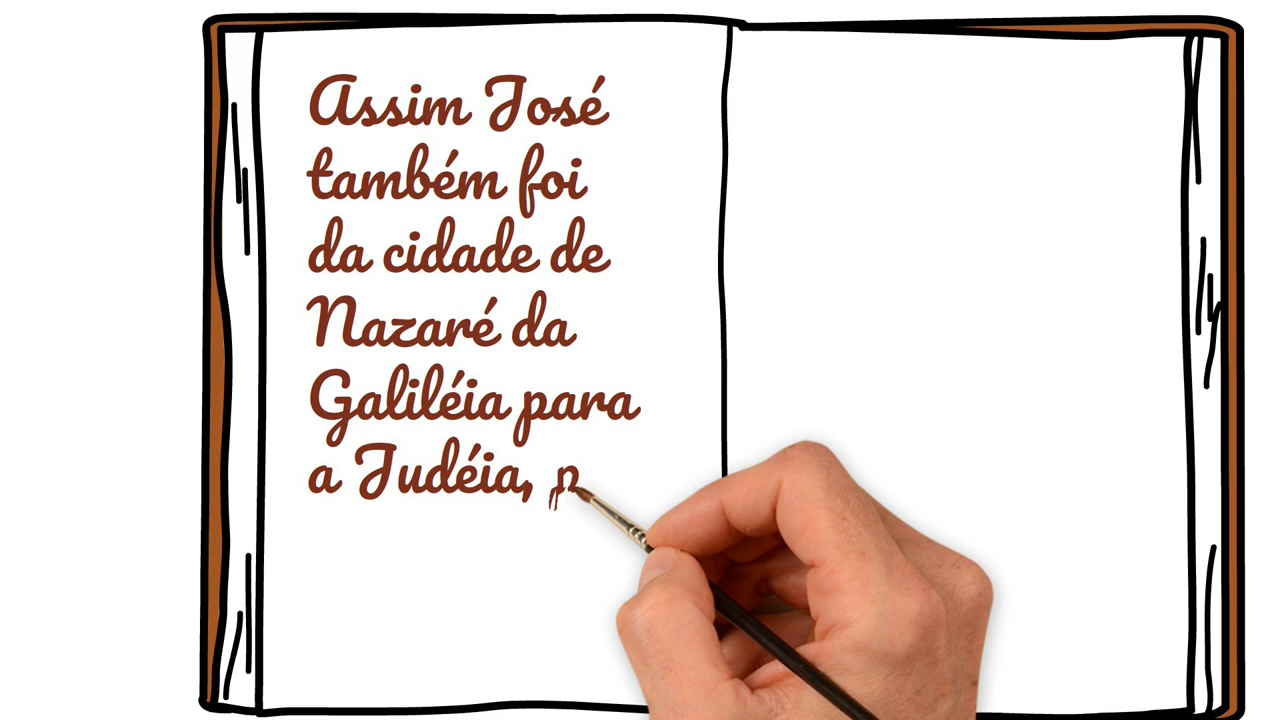 Assim José
também foi
da cidade de
Nazaré da
Galiléia para
a Judéia,